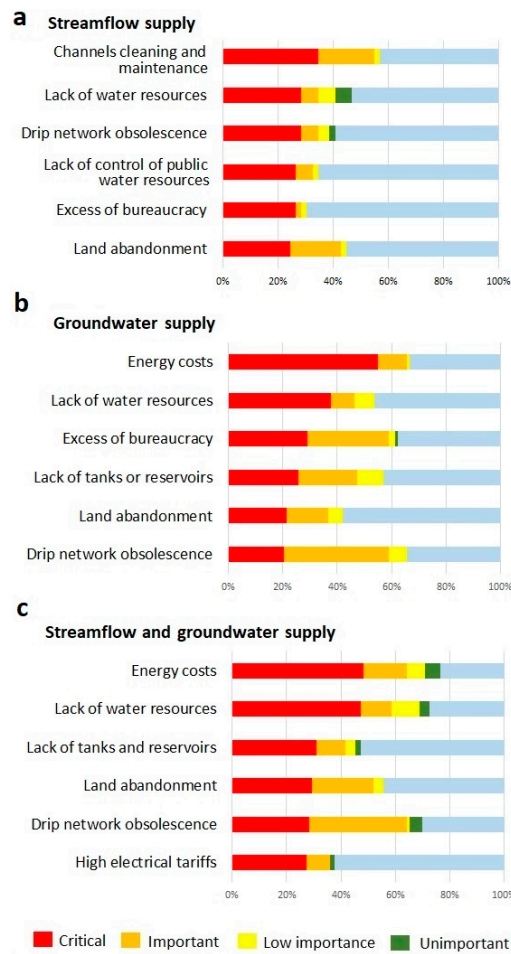 a Streamflow supply
Channels cleaning and
maintenance
Lack of water resources
Drip network obsolescence
Lack of control of public
water resources
Excess of bureaucracy
Land abandonment
0% 20% 40% 60% 80% 100%
b Groundwater supply
Energy costs
Lack of water resources
Excess of bureaucracy
Lack of tanks or reservoirs
Land abandonment
Drip network obsolescence
0% 20% 40% 60% 80% 100%
c Streamflow and groundwater supply
Energy costs
Lack of water resources
Lack of tanks and reservoirs
Land abandonment
Drip network obsolescence
High electrical tariffs
0% 20% 40% 60% 80% 100%
Critical Important Low importance Unimportant